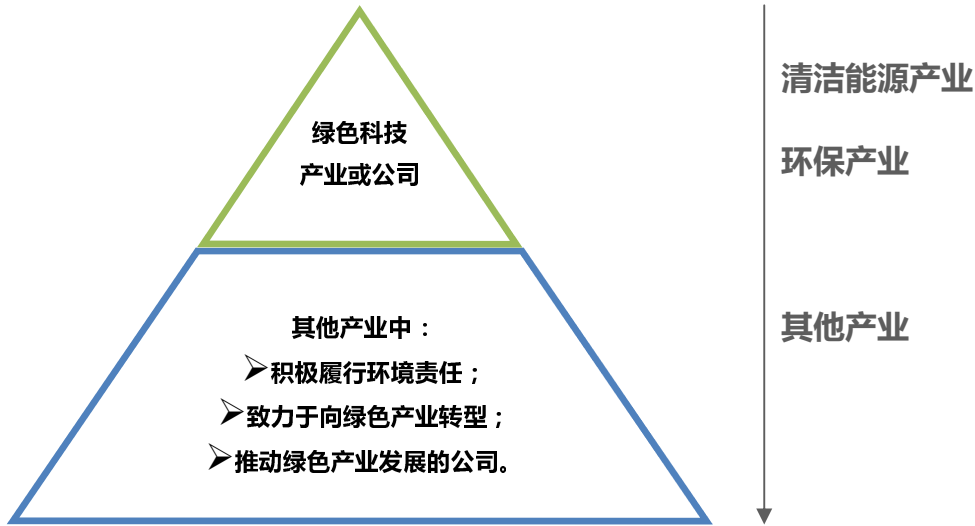 绿色科技
产业或公司
其他产业中：
➢积极履行环境责任；
➢致力于向绿色产业转型；
➢推动绿色产业发展的公司。
清洁能源产业
环保产业
其他产业